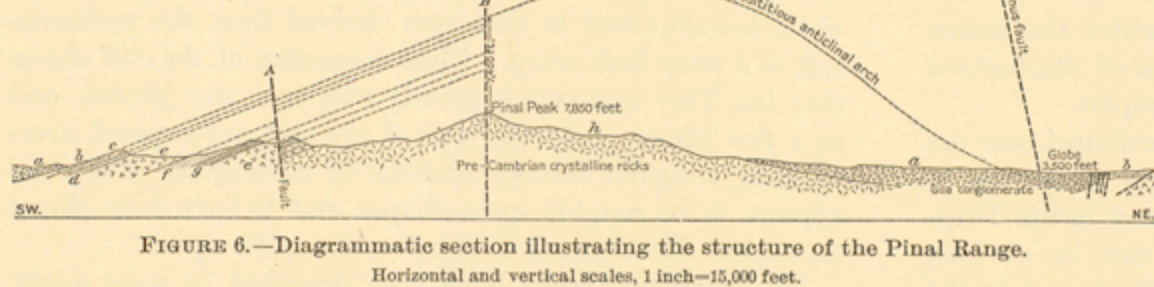 B
titious anticlinal arch
nus fault
A
Pinal Peak 7,850 feet
h
Pre-Cambrian crystalline rocks
a b c e
d f g e
fault
a
Globe
3,500 feet
b
Gila conglomerate
SW.
NE.
FIGURE 6.—Diagrammatic section illustrating the structure of the Pinal Range.
Horizontal and vertical scales, 1 inch=15,000 feet.